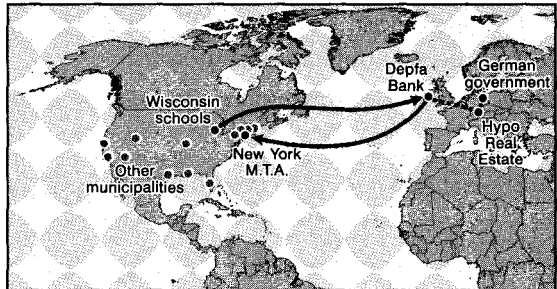 Depfa
Bank
German
government
Wisconsin
schools
Hypo
Real
Estate
New York
M.T.A.
Other
municipalities